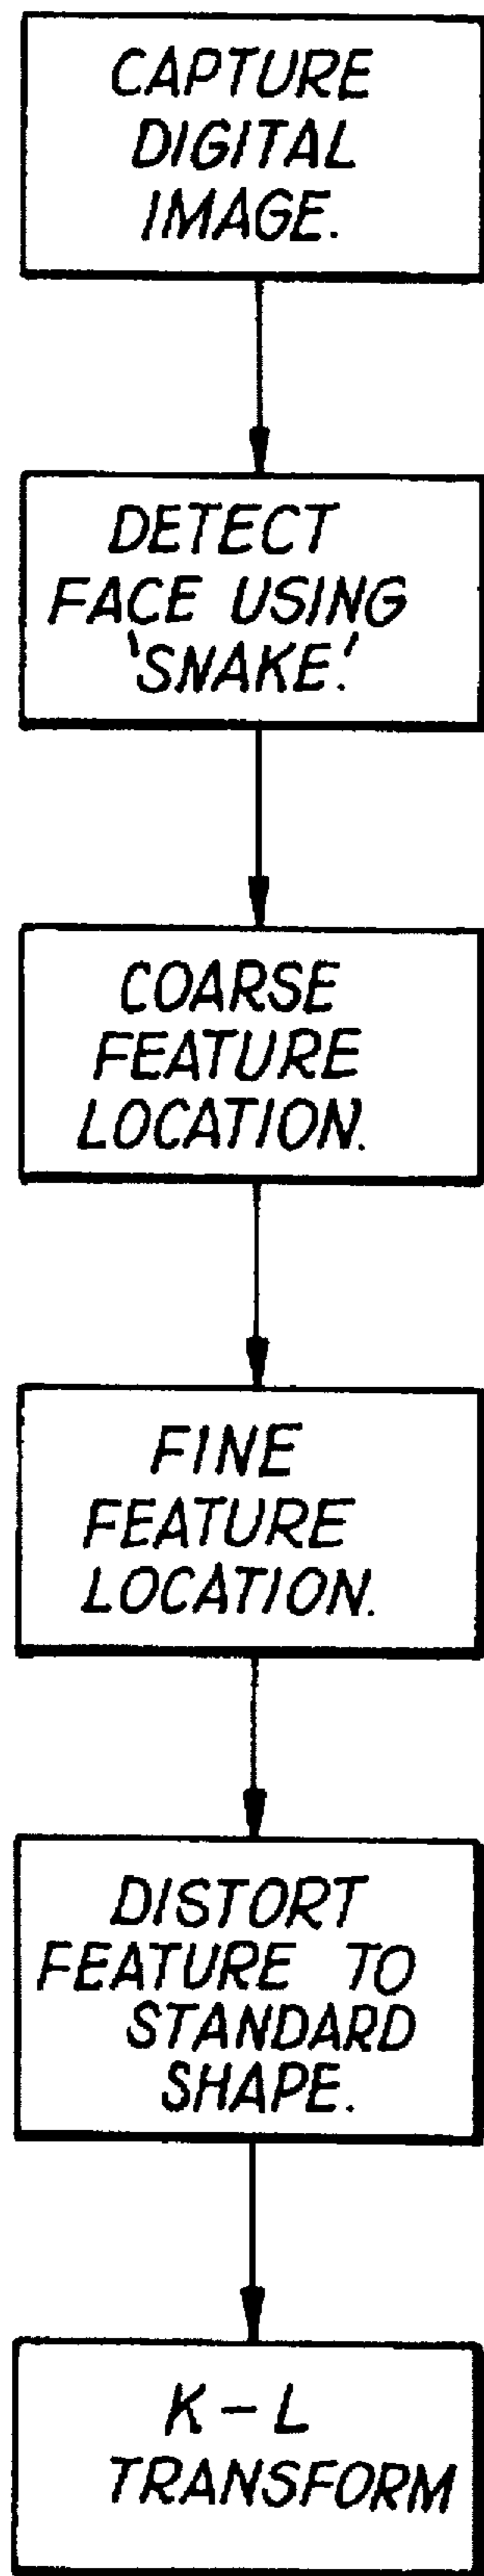 CAPTURE
DIGITAL
IMAGE.
DETECT
FACE USING
'SNAKE.'
COARSE
FEATURE
LOCATION.
FINE
FEATURE
LOCATION.
DISTORT
FEATURE TO
STANDARD
SHAPE.
K-L
TRANSFORM